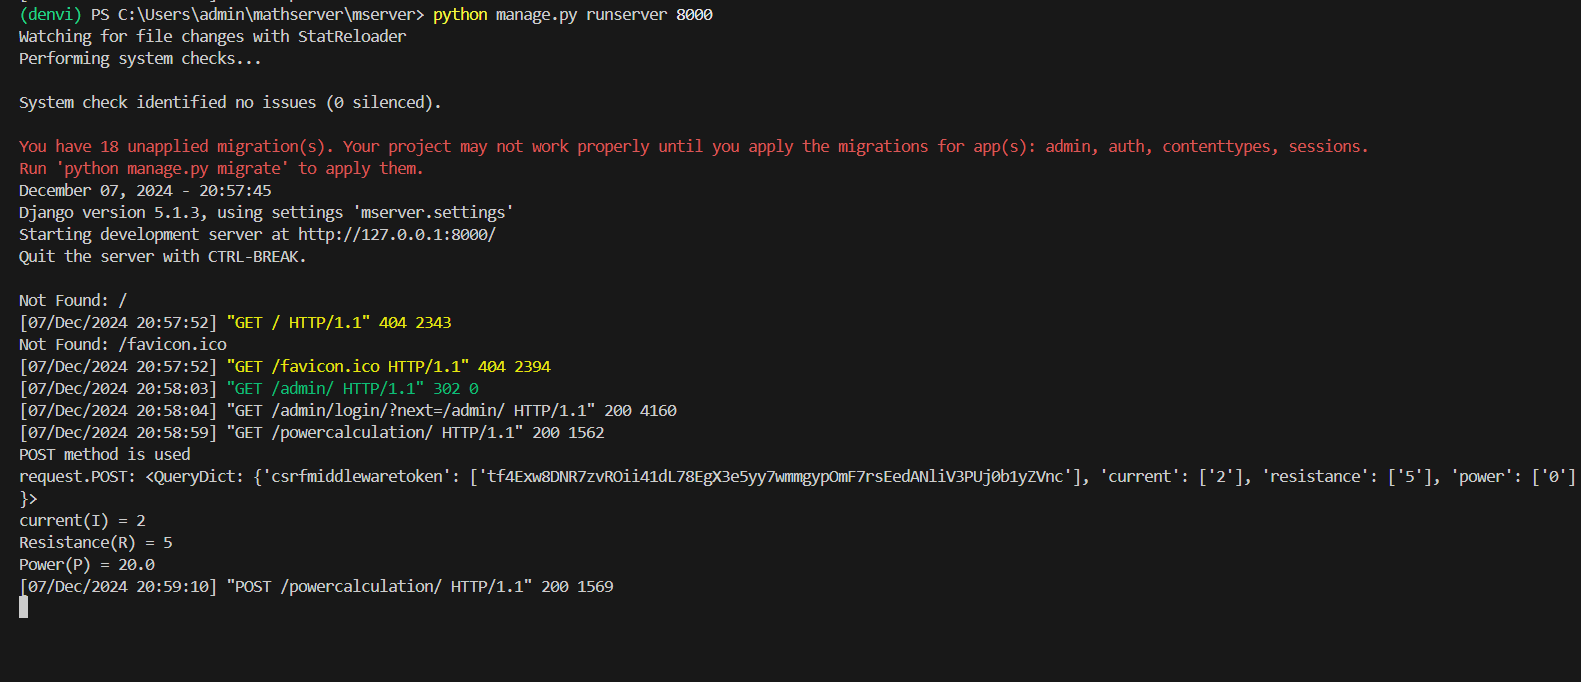 (denvi) PS C:\Users\admin\mathserver\mserver> python manage.py runserver 8000
Watching for file changes with StatReloader
Performing system checks...
System check identified no issues (0 silenced).
You have 18 unapplied migration(s). Your project may not work properly until you apply the migrations for app(s): admin, auth, contenttypes, sessions.
Run 'python manage.py migrate' to apply them.
December 07, 2024 - 20:57:45
Django version 5.1.3, using settings 'mserver.settings'
Starting development server at http://127.0.0.1:8000/
Quit the server with CTRL-BREAK.
Not Found: /
[07/Dec/2024 20:57:52] "GET / HTTP/1.1" 404 2343
Not Found: /favicon.ico
[07/Dec/2024 20:57:52] "GET /favicon.ico HTTP/1.1" 404 2394
[07/Dec/2024 20:58:03] "GET /admin/ HTTP/1.1" 302 0
[07/Dec/2024 20:58:04] "GET /admin/login/?next=/admin/ HTTP/1.1" 200 4160
[07/Dec/2024 20:58:59] "GET /powercalculation/ HTTP/1.1" 200 1562
POST method is used
request.POST: <QueryDict: {'csrfmiddlewaretoken': ['tf4Exw8DNR7zvROii41dL78EgX3e5yy7wmmgypOmF7rsEedANliV3PUj0b1yZVnc'], 'current': ['2'], 'resistance': ['5'], 'power': ['0']
}>
current(I) = 2
Resistance(R) = 5
Power(P) = 20.0
[07/Dec/2024 20:59:10] "POST /powercalculation/ HTTP/1.1" 200 1569